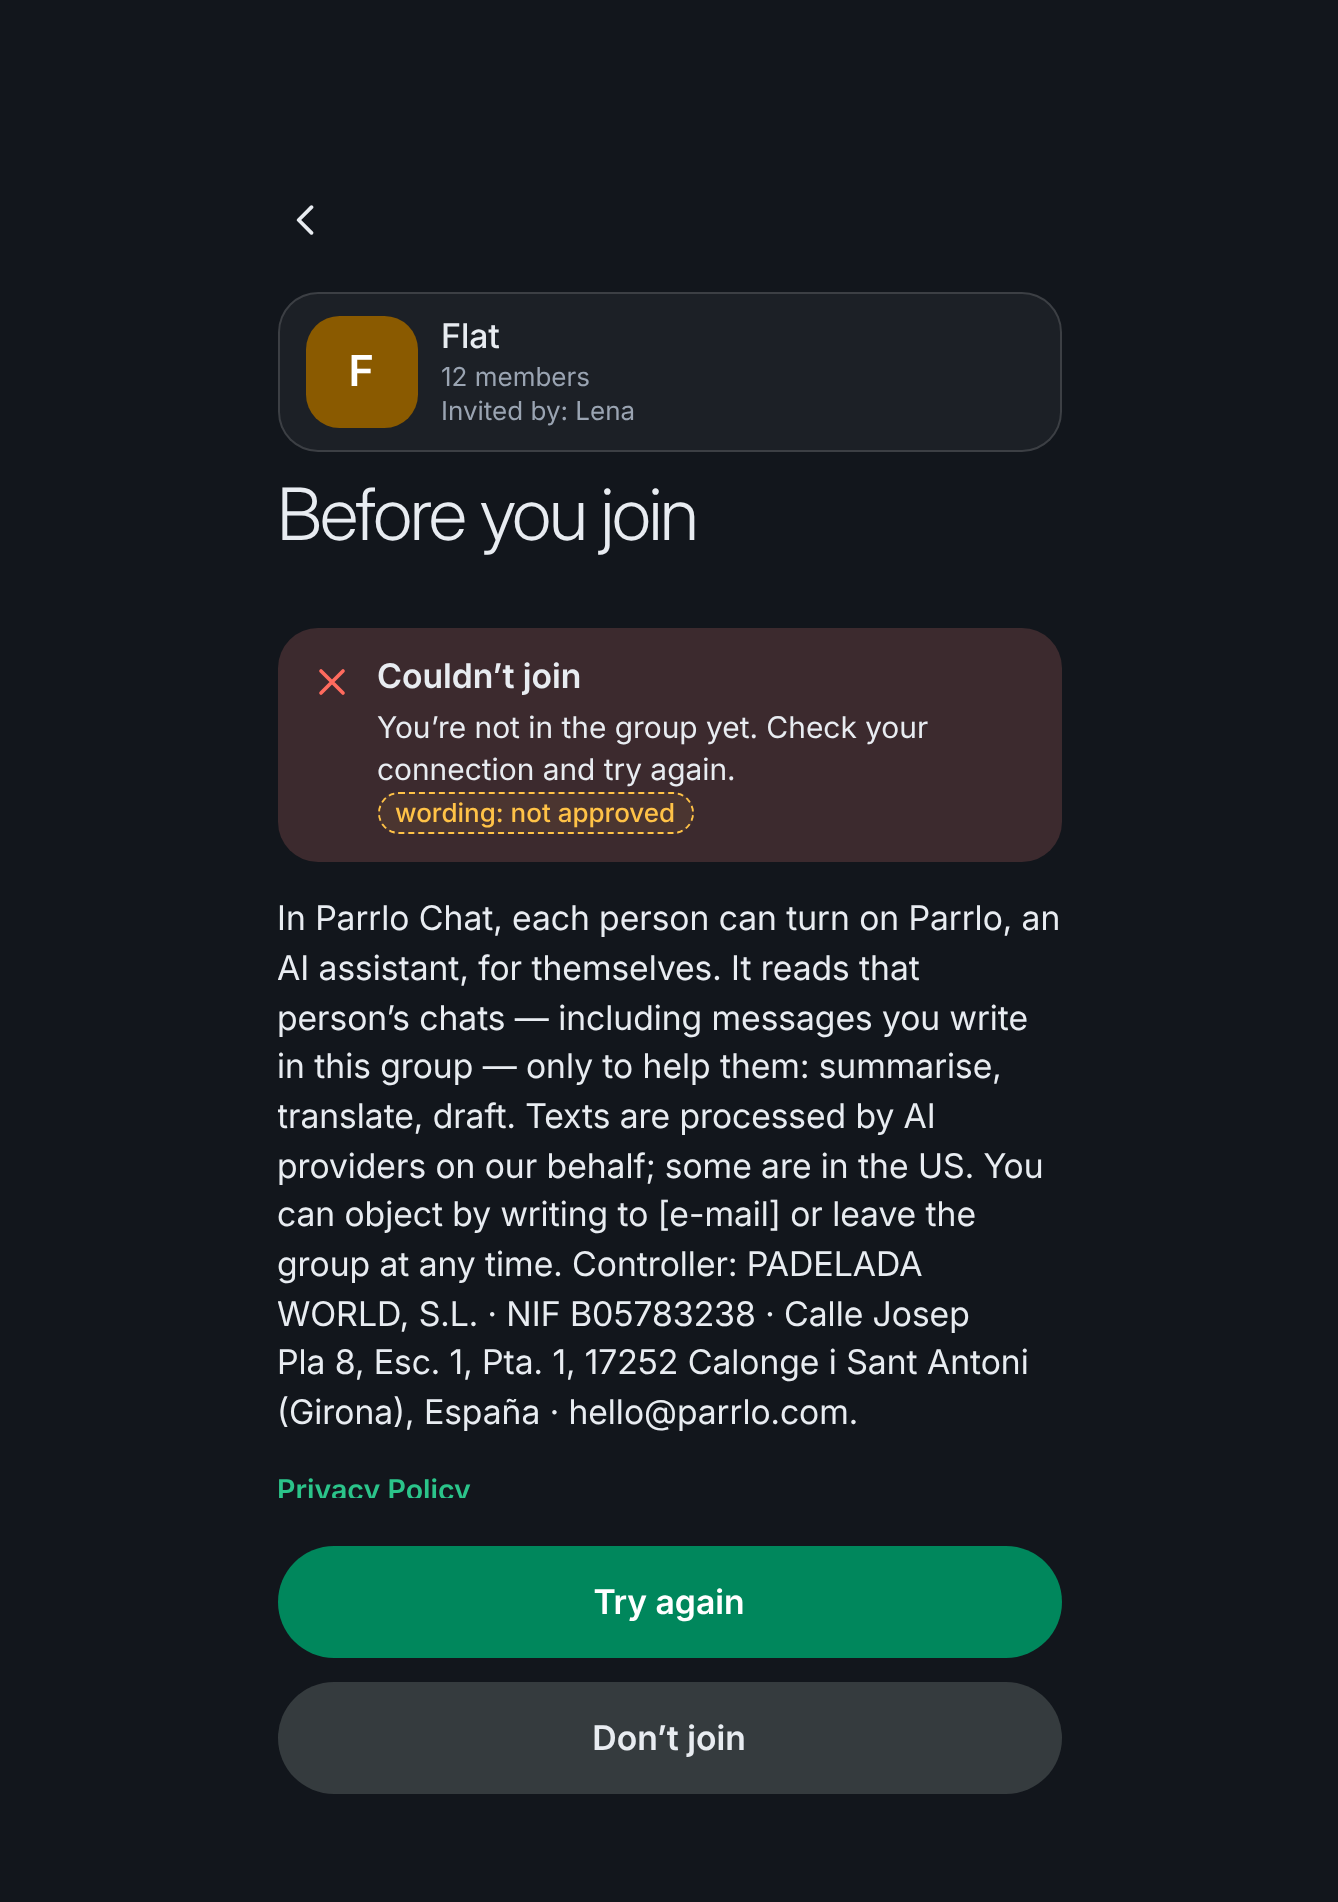 F
Flat
12 members
Invited by: Lena
Before you join
Couldn’t join
You’re not in the group yet. Check your
connection and try again.
wording: not approved
In Parrlo Chat, each person can turn on Parrlo, an
AI assistant, for themselves. It reads that
person’s chats — including messages you write
in this group — only to help them: summarise,
translate, draft. Texts are processed by AI
providers on our behalf; some are in the US. You
can object by writing to [e-mail] or leave the
group at any time. Controller: PADELADA
WORLD, S.L. · NIF B05783238 · Calle Josep
Pla 8, Esc. 1, Pta. 1, 17252 Calonge i Sant Antoni
(Girona), España · hello@parrlo.com.
Privacy Policy
Try again
Don’t join